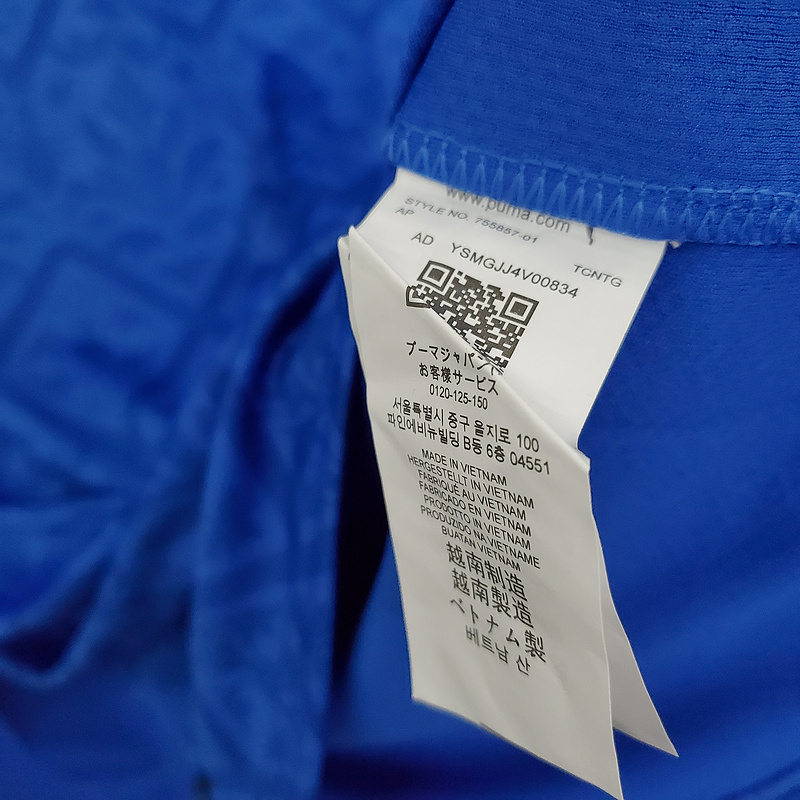 www.puma.com
STYLE NO. 755857-01
AP
TCNTG
AD YSMGJJ4V00834
プーマジャパン
お客様サービス
0120-125-150
서울특별시 중구 을지로 100
파인에비뉴빌딩 B동 6층 04551
MADE IN VIETNAM
HERGESTELLT IN VIETNAM
FABRIQUÉ AU VIETNAM
FABRICADO EN VIETNAM
PRODOTTO IN VIETNAM
PRODUZIDO NA VIETNAME
BUATAN VIETNAM
越南制造
越南製造
ベトナム製
베트남 산